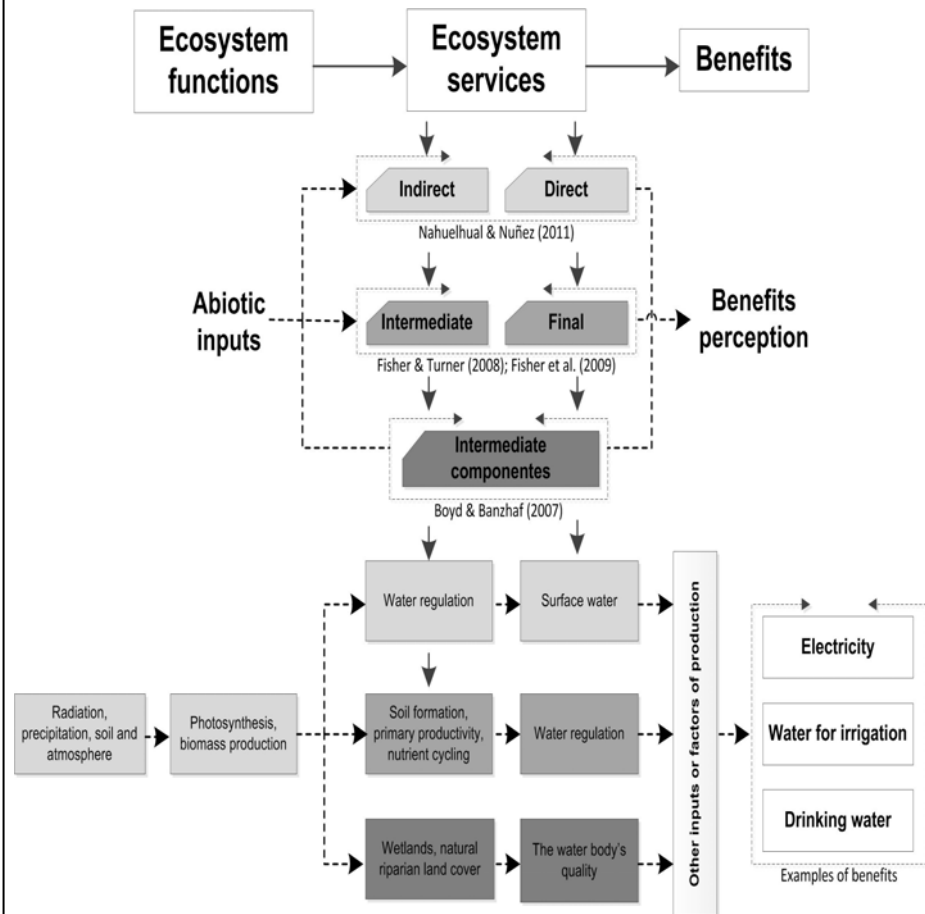 Ecosystem
functions
Ecosystem
services
Benefits
Indirect
Direct
Nahuelhual & Nuñez (2011)
Abiotic
inputs
Intermediate
Final
Benefits
perception
Fisher & Turner (2008); Fisher et al. (2009)
Intermediate
componentes
Boyd & Banzhaf (2007)
Water regulation
Surface water
Radiation,
precipitation, soil and
atmosphere
Photosynthesis,
biomass production
Soil formation,
primary productivity,
nutrient cycling
Water regulation
Wetlands, natural
riparian land cover
The water body's
quality
Other inputs or factors of production
Electricity
Water for irrigation
Drinking water
Examples of benefits